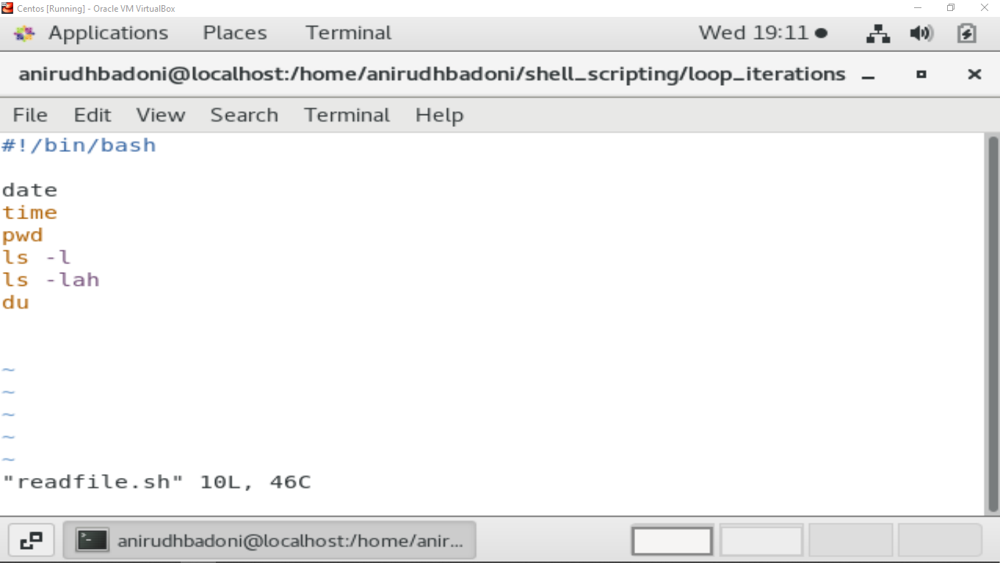 Centos [Running] - Oracle VM VirtualBox
Applications Places Terminal Wed 19:11
anirudhbadoni@localhost:/home/anirudhbadoni/shell_scripting/loop_iterations
File Edit View Search Terminal Help
#!/bin/bash
date
time
pwd
ls -l
ls -lah
du
~
~
~
~
~
"readfile.sh" 10L, 46C
anirudhbadoni@localhost:/home/anir...